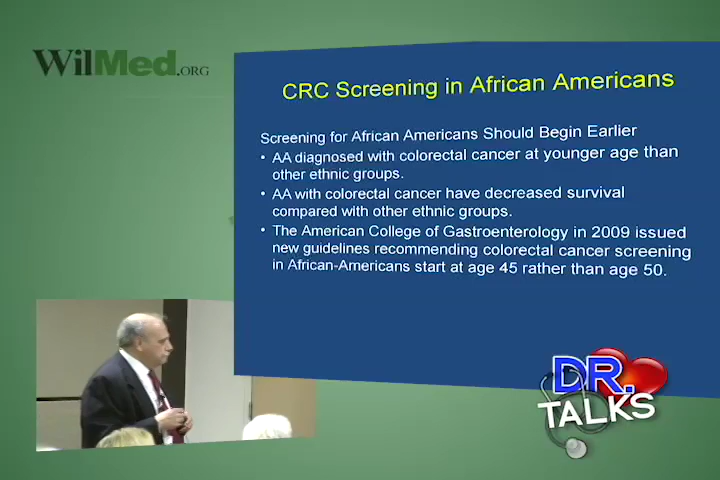 WilMed.ORG
CRC Screening in African Americans
Screening for African Americans Should Begin Earlier
• AA diagnosed with colorectal cancer at younger age than
other ethnic groups.
• AA with colorectal cancer have decreased survival
compared with other ethnic groups.
• The American College of Gastroenterology in 2009 issued
new guidelines recommending colorectal cancer screening
in African-Americans start at age 45 rather than age 50.
DR.
TALKS